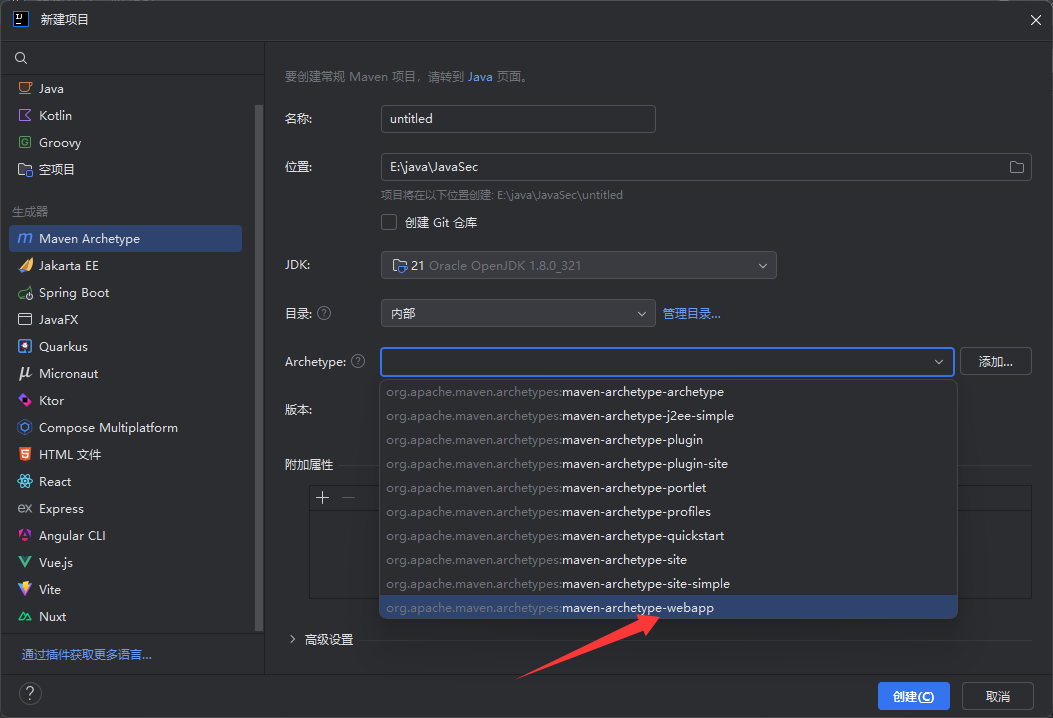 新建项目
Java
Kotlin
Groovy
空项目
生成器
Maven Archetype
Jakarta EE
Spring Boot
JavaFX
Quarkus
Micronaut
Ktor
Compose Multiplatform
HTML 文件
React
Express
Angular CLI
Vue.js
Vite
Nuxt
通过插件获取更多语言...
要创建常规 Maven 项目，请转到 Java 页面。
名称:
untitled
位置:
E:\java\JavaSec
项目将在以下位置创建: E:\java\JavaSec\untitled
创建 Git 仓库
JDK:
21 Oracle OpenJDK 1.8.0_321
目录: ?
内部
管理目录...
Archetype: ?
添加...
org.apache.maven.archetypes:maven-archetype-archetype
org.apache.maven.archetypes:maven-archetype-j2ee-simple
org.apache.maven.archetypes:maven-archetype-plugin
org.apache.maven.archetypes:maven-archetype-plugin-site
org.apache.maven.archetypes:maven-archetype-portlet
org.apache.maven.archetypes:maven-archetype-profiles
org.apache.maven.archetypes:maven-archetype-quickstart
org.apache.maven.archetypes:maven-archetype-site
org.apache.maven.archetypes:maven-archetype-site-simple
org.apache.maven.archetypes:maven-archetype-webapp
版本:
附加属性
高级设置
?
创建(C)
取消